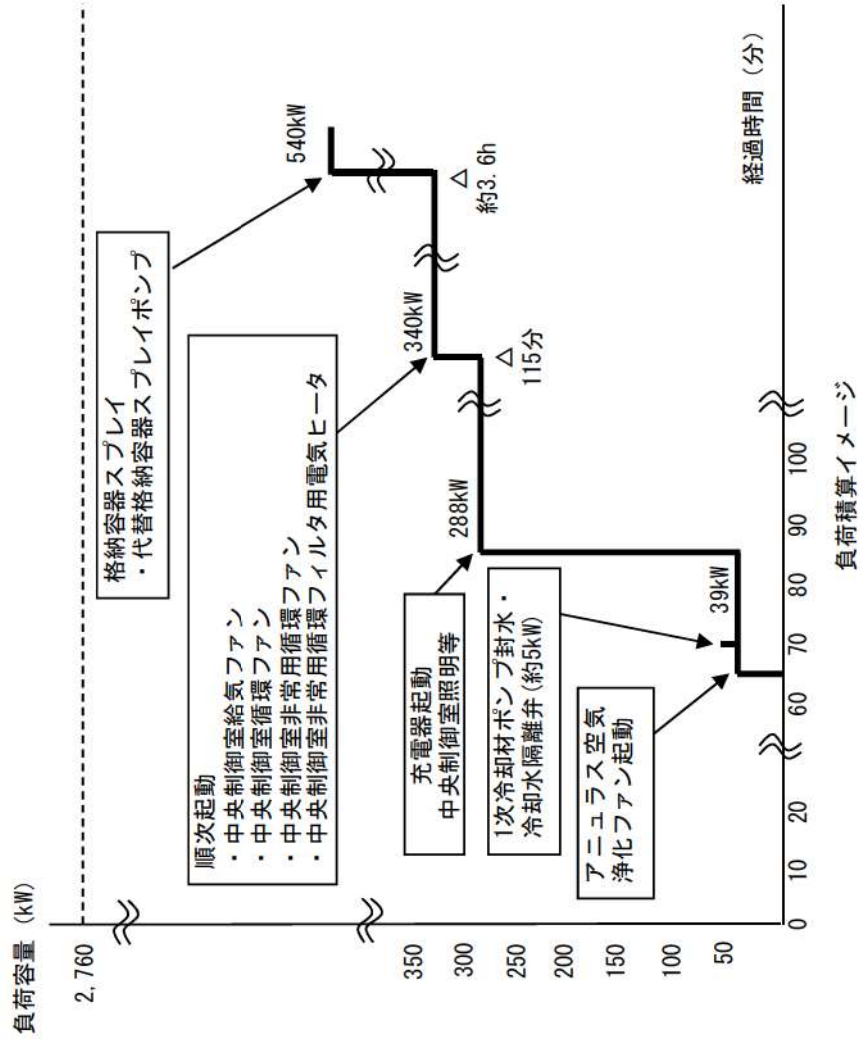 負荷容量 (kW)
2,760
350
300
250
200
150
100
50
0
格納容器スプレイ
・代替格納容器スプレイポンプ
順次起動
・中央制御室給気ファン
・中央制御室循環ファン
・中央制御室非常用循環ファン
・中央制御室非常用循環フィルタ用電気ヒータ
充電器起動
中央制御室照明等
1次冷却材ポンプ封水・
冷却水隔離弁(約5kW)
アニュラス空気
浄化ファン起動
39kW
288kW
340kW
540kW
△
115分
△
約3.6h
10
20
60
70
80
90
100
経過時間 (分)
負荷積算イメージ